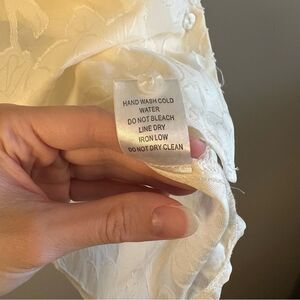 HAND WASH COLD
WATER
DO NOT BLEACH
LINE DRY
IRON LOW
DO NOT DRY CLEAN